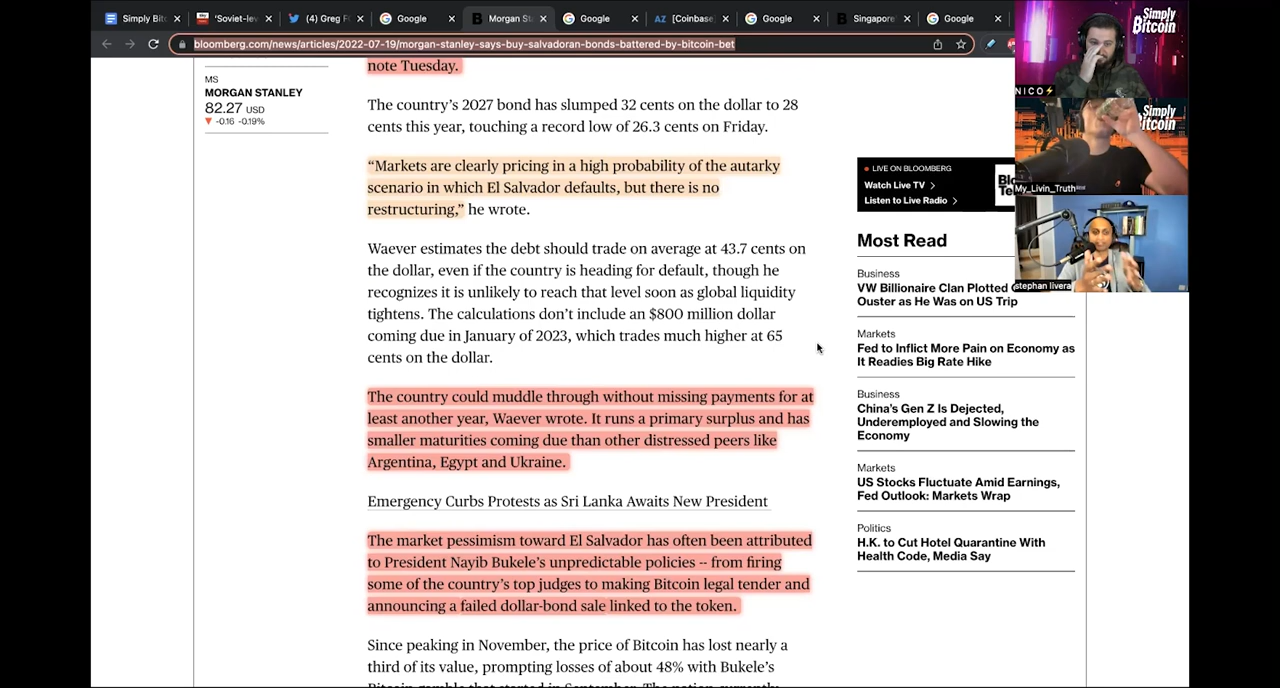 Simply Bitc
'Soviet-lev
(4) Greg F
Google
Morgan St
Google
[Coinbase]
Google
Singapore
Google
bloomberg.com/news/articles/2022-07-19/morgan-stanley-says-buy-salvadoran-bonds-battered-by-bitcoin-bet
note Tuesday.
MS
MORGAN STANLEY
82.27 USD
▼ -0.16 -0.19%
The country's 2027 bond has slumped 32 cents on the dollar to 28
cents this year, touching a record low of 26.3 cents on Friday.
“Markets are clearly pricing in a high probability of the autarky
scenario in which El Salvador defaults, but there is no
restructuring,” he wrote.
Waever estimates the debt should trade on average at 43.7 cents on
the dollar, even if the country is heading for default, though he
recognizes it is unlikely to reach that level soon as global liquidity
tightens. The calculations don't include an $800 million dollar
coming due in January of 2023, which trades much higher at 65
cents on the dollar.
The country could muddle through without missing payments for at
least another year, Waever wrote. It runs a primary surplus and has
smaller maturities coming due than other distressed peers like
Argentina, Egypt and Ukraine.
Emergency Curbs Protests as Sri Lanka Awaits New President
The market pessimism toward El Salvador has often been attributed
to President Nayib Bukele's unpredictable policies -- from firing
some of the country's top judges to making Bitcoin legal tender and
announcing a failed dollar-bond sale linked to the token.
Since peaking in November, the price of Bitcoin has lost nearly a
third of its value, prompting losses of about 48% with Bukele's
Bitcoin gamble that started in September. The nation currently
LIVE ON BLOOMBERG
Watch Live TV >
Listen to Live Radio >
Most Read
Business
VW Billionaire Clan Plotted
Ouster as He Was on US Trip
Markets
Fed to Inflict More Pain on Economy as
It Readies Big Rate Hike
Business
China's Gen Z Is Dejected,
Underemployed and Slowing the
Economy
Markets
US Stocks Fluctuate Amid Earnings,
Fed Outlook: Markets Wrap
Politics
H.K. to Cut Hotel Quarantine With
Health Code, Media Say
Simply
Bitcoin
NICO⚡
Simply
Bitcoin
My_Livin_Truth
stephan livera